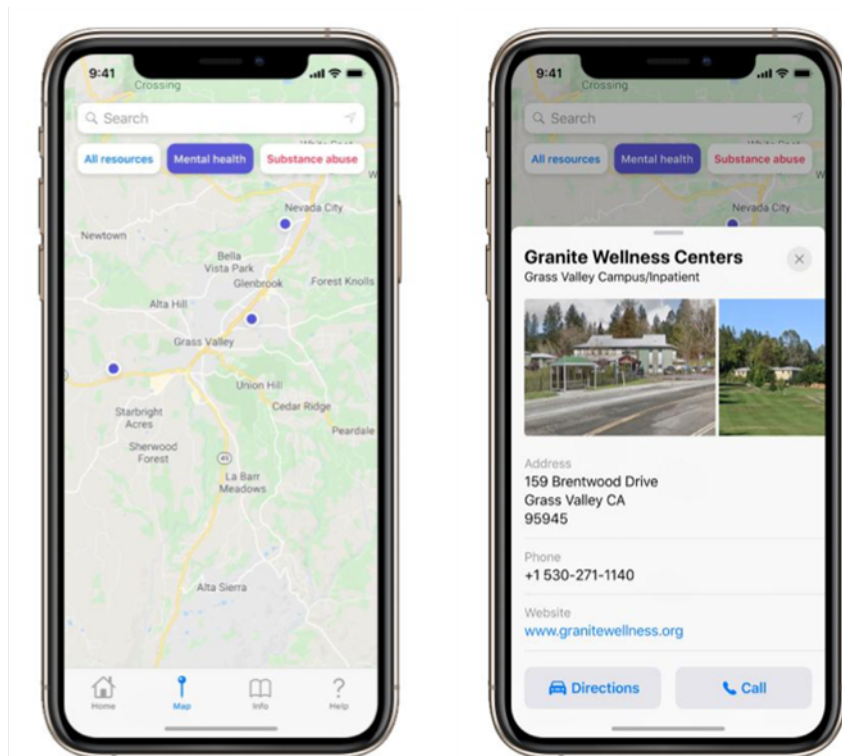 9:41
Crossing
Search
All resources
Mental health
Substance abuse
Nevada City
Newtown
Bella
Vista Park
Glenbrook
Forest Knolls
Alta Hill
Grass Valley
Union Hill
Starbright
Acres
Cedar Ridge
Peardale
Sherwood
Forest
49
La Barr
Meadows
Alta Sierra
Home
Map
Info
Help
9:41
Crossing
Search
All resources
Mental health
Substance abuse
Nevada City
Granite Wellness Centers
Grass Valley Campus/Inpatient
Address
159 Brentwood Drive
Grass Valley CA
95945
Phone
+1 530-271-1140
Website
www.granitewellness.org
Directions
Call